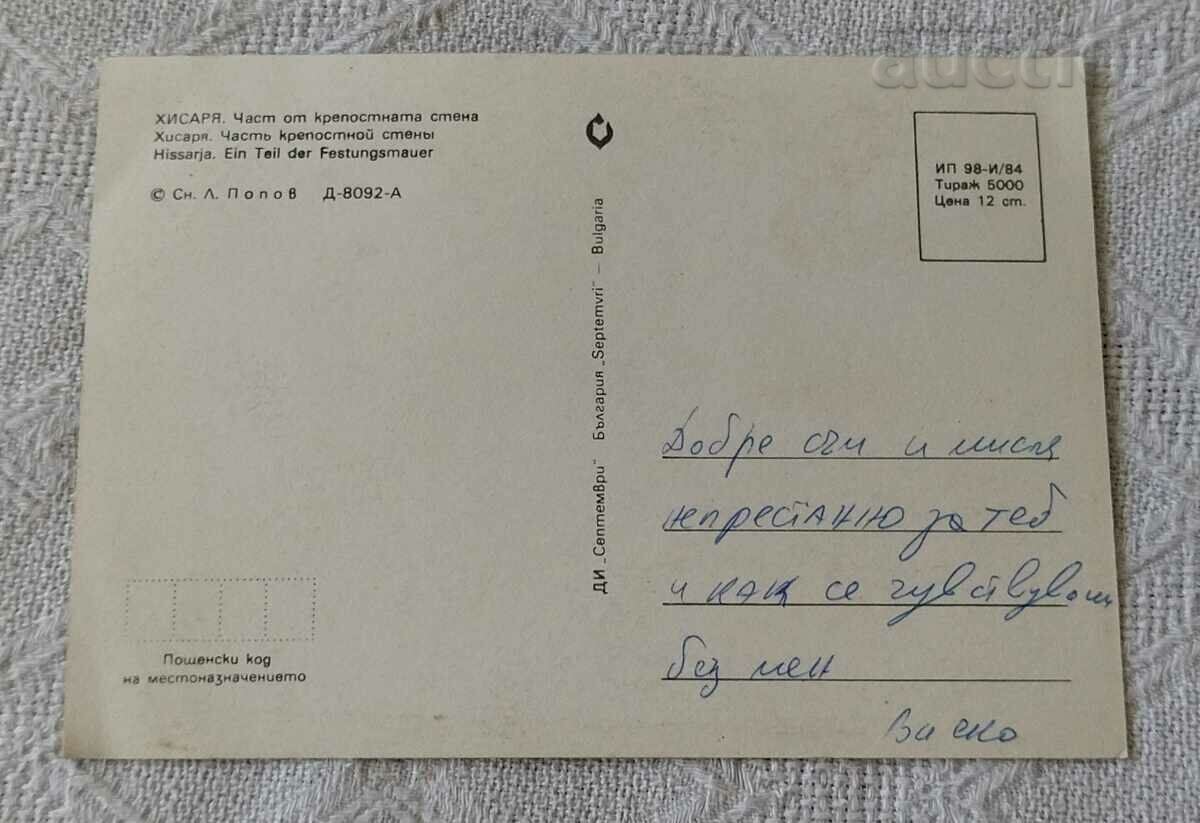 ХИСАРЯ. Част от крепостната стена
Хисаря. Часть крепостной стены
Hissarja. Ein Teil der Festungsmauer
© Сн. Л. Попов Д-8092-А
ДИ „Септември" България „Septemvri" – Bulgaria
ИП 98-И/84
Тираж 5000
Цена 12 ст.
Добре съм и мисля
непрестанно за теб
и как се чувствуваш
без мен
Васко
Пощенски код
на местоназначението
aucti